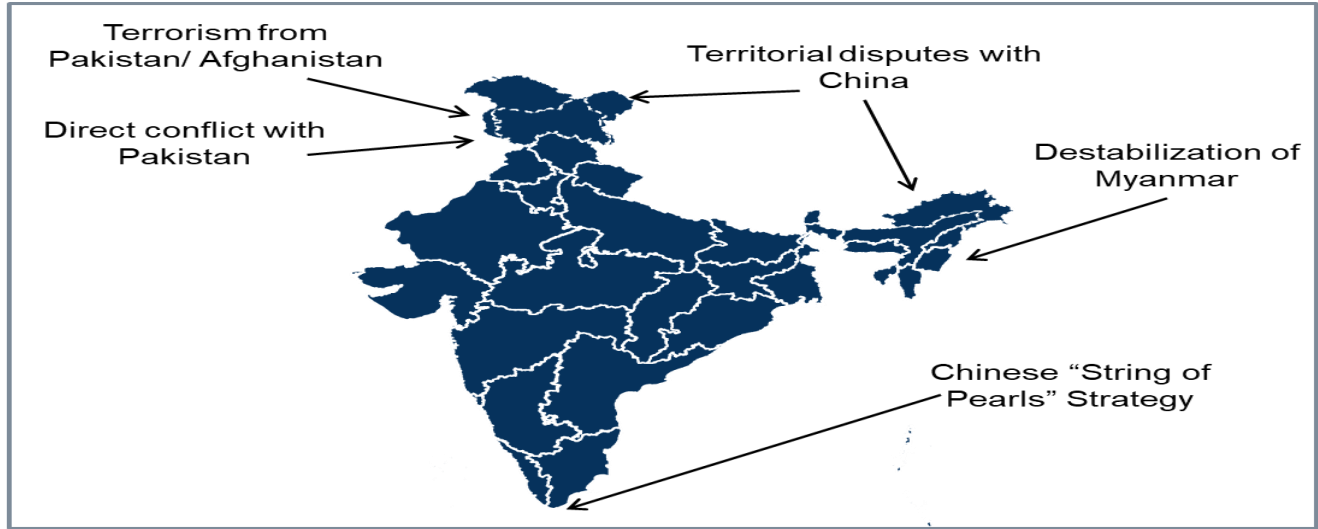 Terrorism from
Pakistan/ Afghanistan
Direct conflict with
Pakistan
Territorial disputes with
China
Destabilization of
Myanmar
Chinese “String of
Pearls” Strategy